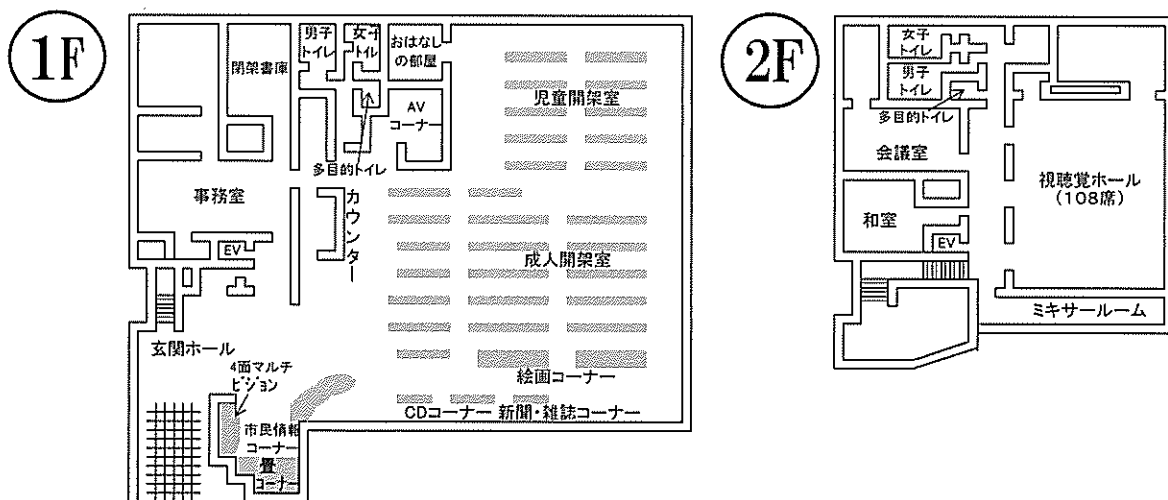 1F
閉架書庫
男子
トイレ
女子
トイレ
おはなし
の部屋
児童開架室
AV
コーナー
多目的トイレ
事務室
カウンター
EV
成人開架室
玄関ホール
4面マルチ
ビジョン
絵画コーナー
市民情報
コーナー
CDコーナー 新聞・雑誌コーナー
畳
コーナー
2F
女子
トイレ
男子
トイレ
多目的トイレ
会議室
視聴覚ホール
(108席)
和室
EV
ミキサールーム